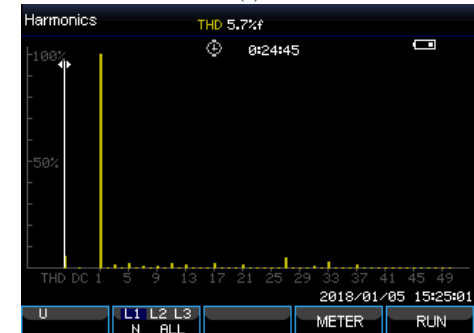 Harmonics THD 5.7%f
0:24:45
100%
50%
THD DC 1 5 9 13 17 21 25 29 33 37 41 45 49
2018/01/05 15:25:01
U L1 L2 L3 METER RUN
N ALL